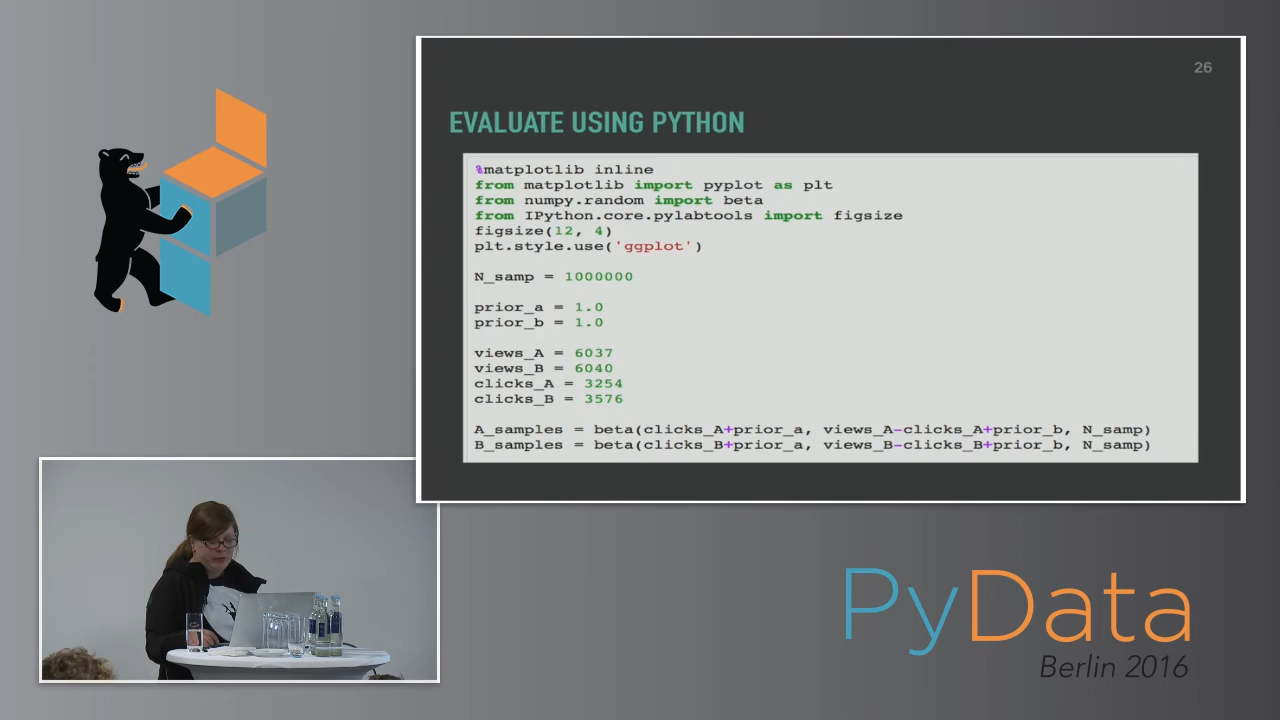 26
EVALUATE USING PYTHON
%matplotlib inline
from matplotlib import pyplot as plt
from numpy.random import beta
from IPython.core.pylabtools import figsize
figsize(12, 4)
plt.style.use('ggplot')
N_samp = 1000000
prior_a = 1.0
prior_b = 1.0
views_A = 6037
views_B = 6040
clicks_A = 3254
clicks_B = 3576
A_samples = beta(clicks_A+prior_a, views_A-clicks_A+prior_b, N_samp)
B_samples = beta(clicks_B+prior_a, views_B-clicks_B+prior_b, N_samp)
PyData
Berlin 2016